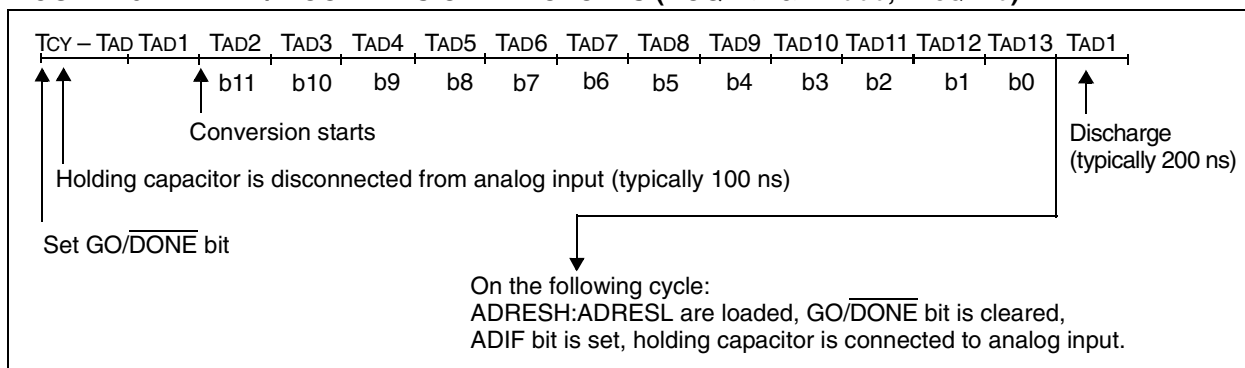 TCY – TAD TAD1 TAD2 TAD3 TAD4 TAD5 TAD6 TAD7 TAD8 TAD9 TAD10 TAD11 TAD12 TAD13 TAD1
b11 b10 b9 b8 b7 b6 b5 b4 b3 b2 b1 b0
Conversion starts
Discharge
(typically 200 ns)
Holding capacitor is disconnected from analog input (typically 100 ns)
Set GO/DONE bit
On the following cycle:
ADRESH:ADRESL are loaded, GO/DONE bit is cleared,
ADIF bit is set, holding capacitor is connected to analog input.